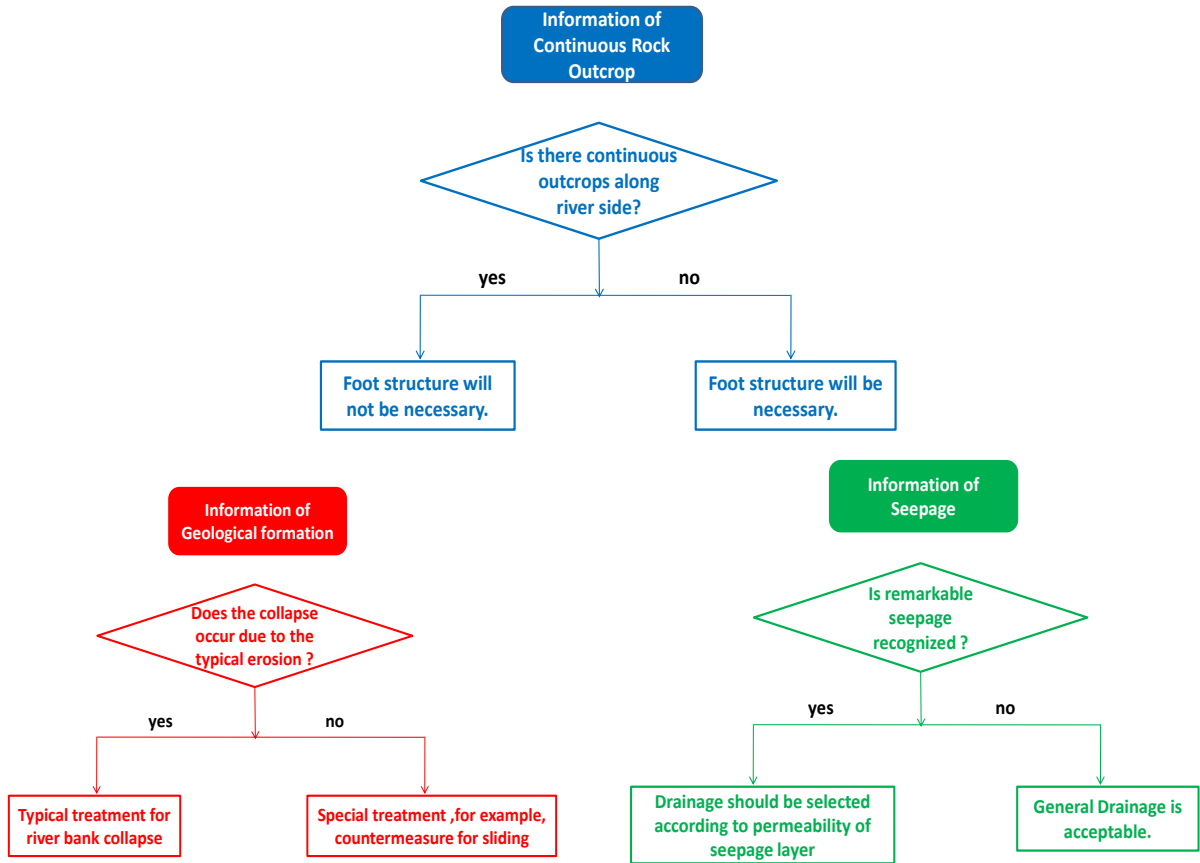 Information of
Continuous Rock
Outcrop
Is there continuous
outcrops along
river side?
yes
no
Foot structure will
not be necessary.
Foot structure will be
necessary.
Information of
Geological formation
Does the collapse
occur due to the
typical erosion ?
yes
no
Typical treatment for
river bank collapse
Special treatment ,for example,
countermeasure for sliding
Information of
Seepage
Is remarkable
seepage
recognized ?
yes
no
Drainage should be selected
according to permeability of
seepage layer
General Drainage is
acceptable.